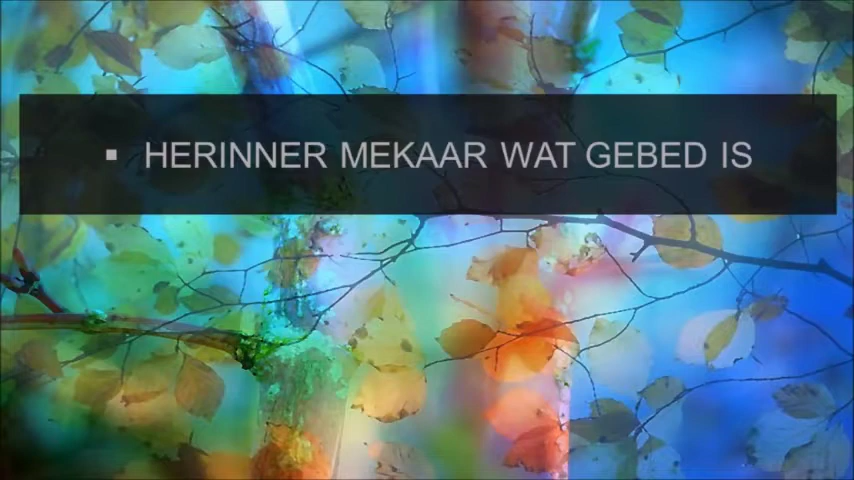 ▪ HERINNER MEKAAR WAT GEBED IS